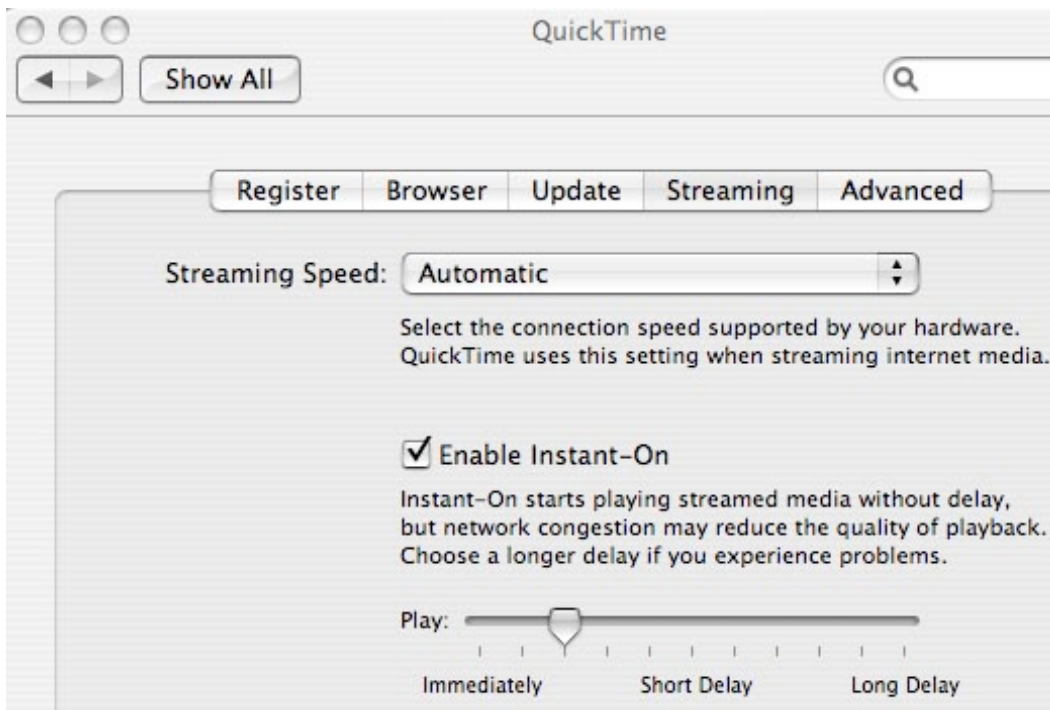 QuickTime
Show All
Register Browser Update Streaming Advanced
Streaming Speed: Automatic
Select the connection speed supported by your hardware.
QuickTime uses this setting when streaming internet media.
Enable Instant-On
Instant-On starts playing streamed media without delay,
but network congestion may reduce the quality of playback.
Choose a longer delay if you experience problems.
Play:
Immediately Short Delay Long Delay